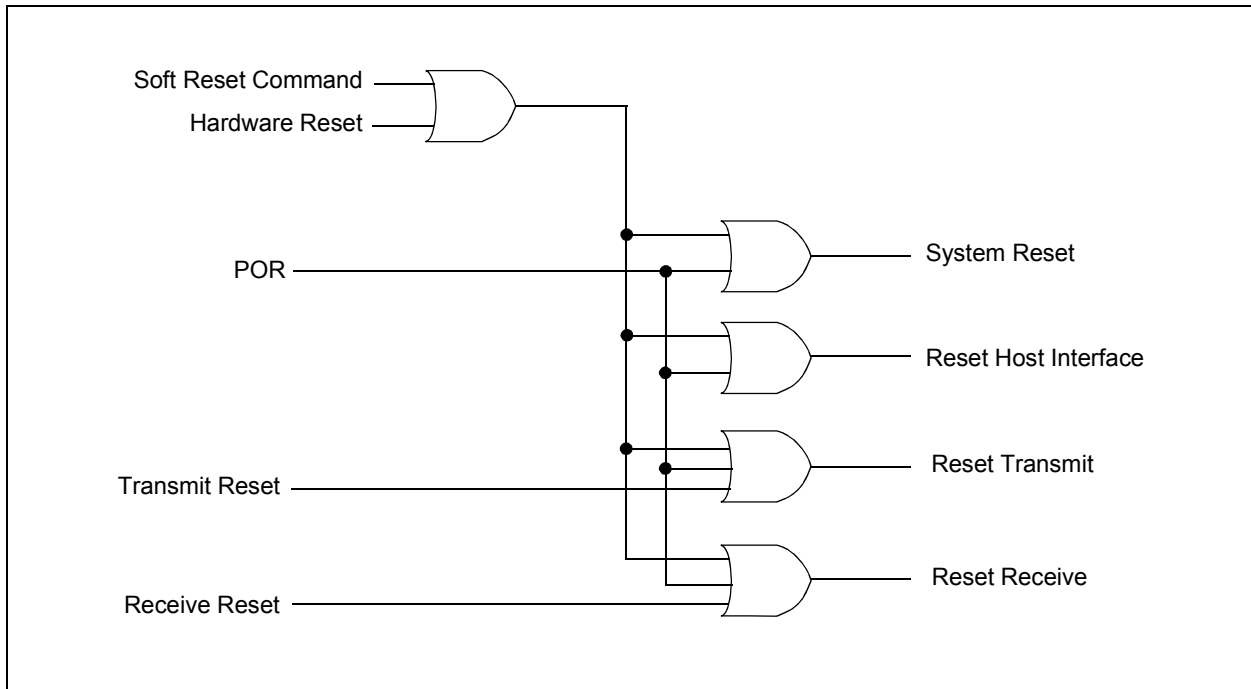 Soft Reset Command
Hardware Reset
System Reset
POR
Reset Host Interface
Reset Transmit
Transmit Reset
Reset Receive
Receive Reset